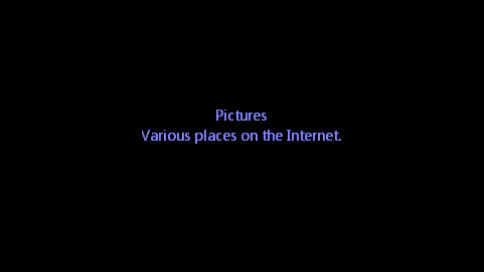 Pictures
Various places on the Internet.